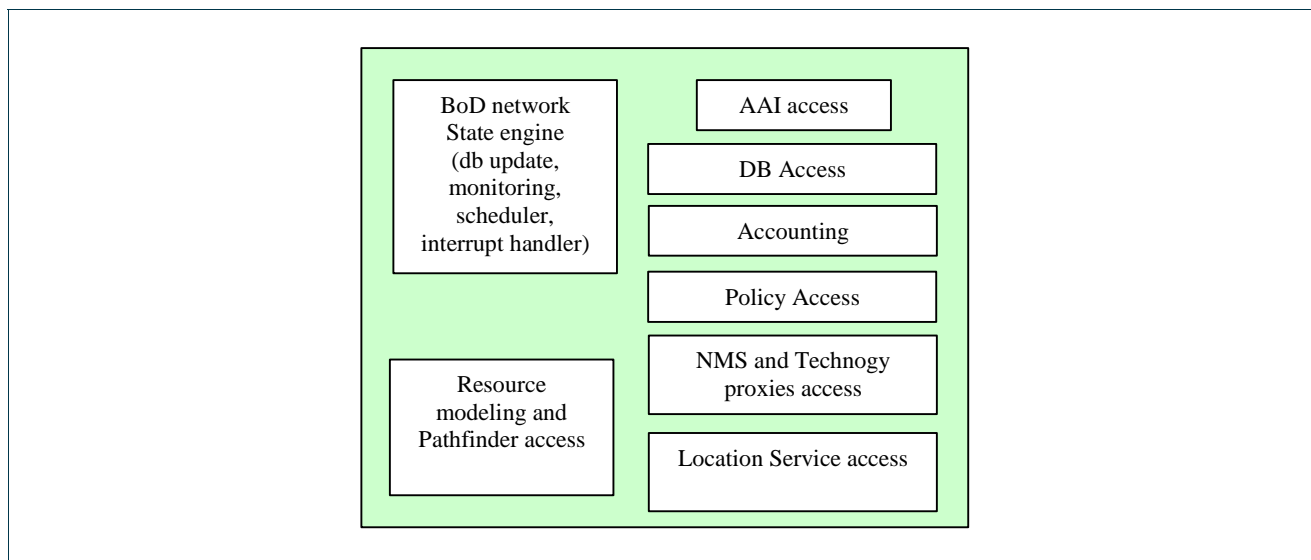 BoD network
State engine
(db update,
monitoring,
scheduler,
interrupt handler)
AAI access
DB Access
Accounting
Policy Access
NMS and Technogy
proxies access
Resource
modeling and
Pathfinder access
Location Service access